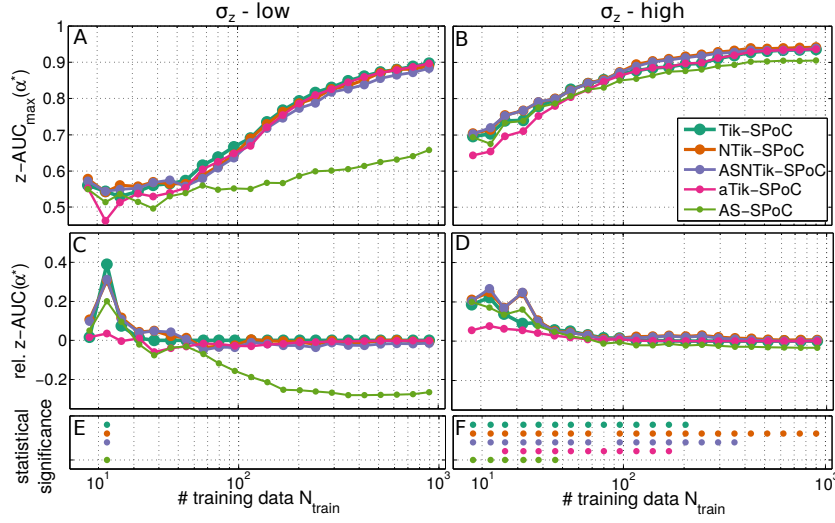 σz - low
σz - high
A
B
z−AUCmax(α*)
0.9
0.8
0.7
0.6
0.5
Tik−SPoC
NTik−SPoC
ASNTik−SPoC
aTik−SPoC
AS−SPoC
C
D
rel. z−AUC(α*)
0.4
0.2
0
−0.2
E
F
statistical
significance
10^1
10^2
10^3
10^1
10^2
10^3
# training data Ntrain
# training data Ntrain